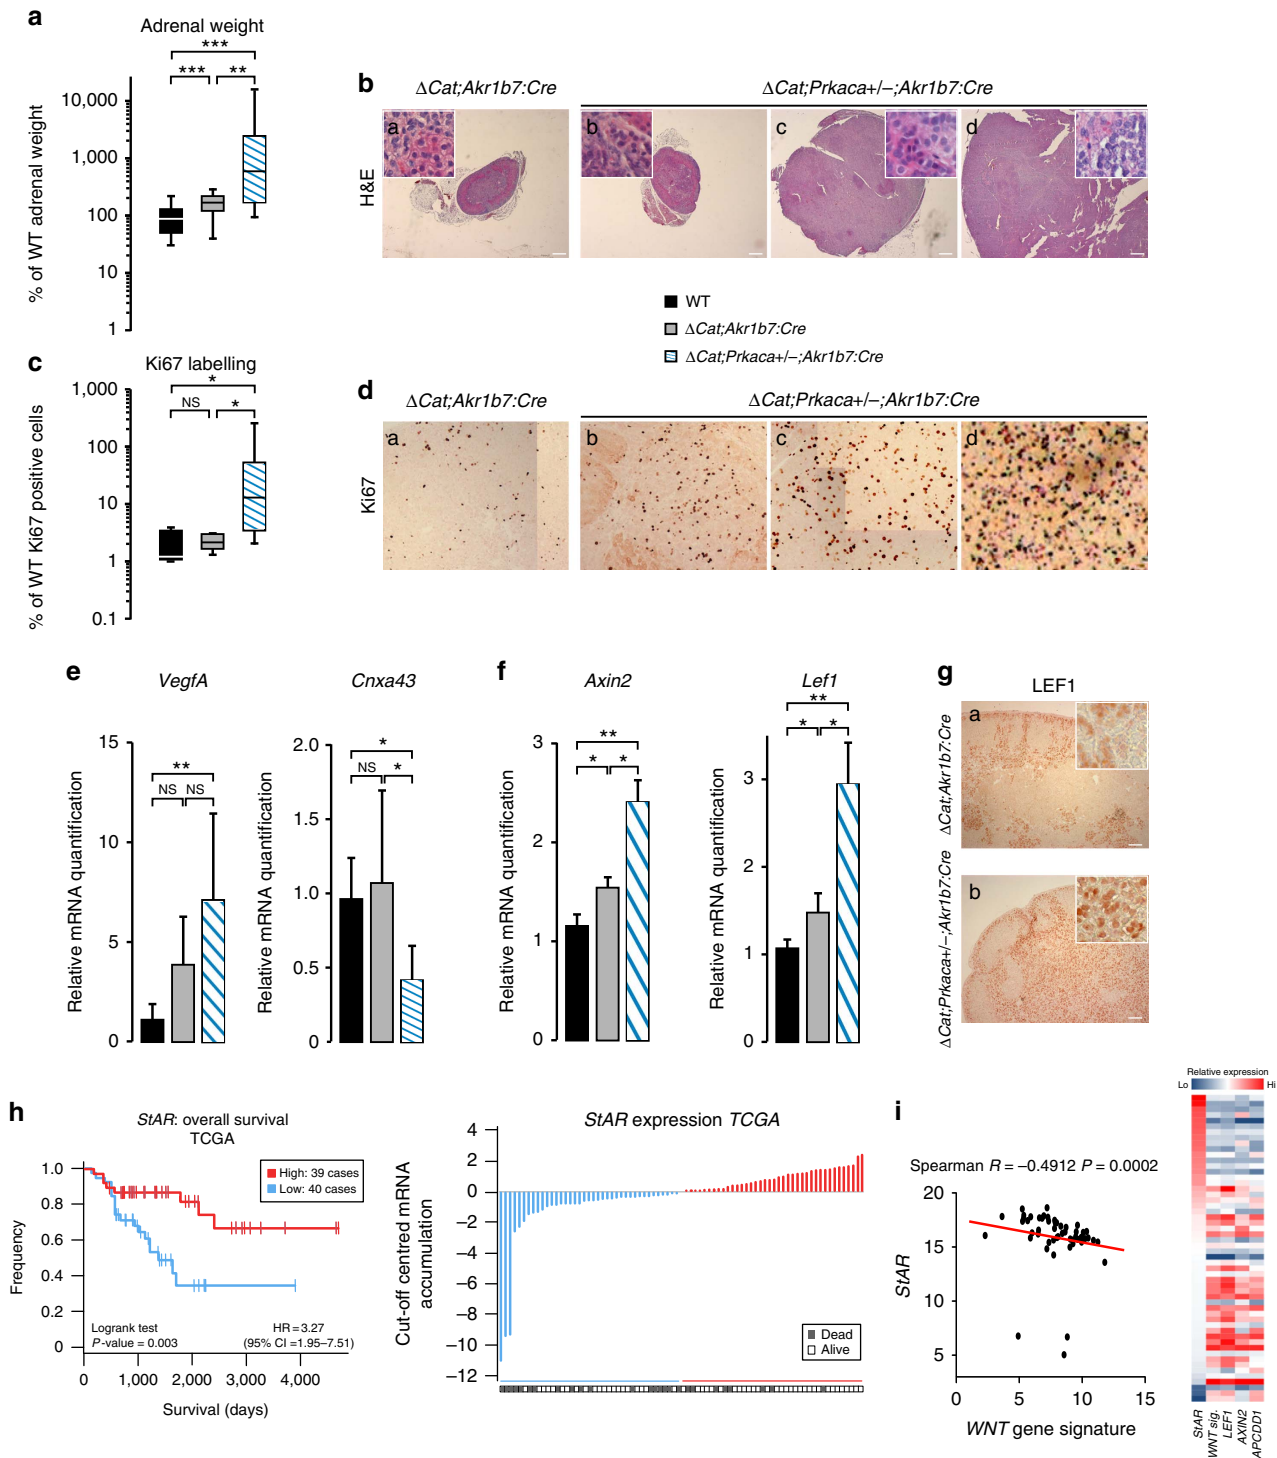 a
Adrenal weight
***
*** **
% of WT adrenal weight
10,000
1,000
100
10
1
b
ΔCat;Akr1b7:Cre
ΔCat;Prkaca+/−;Akr1b7:Cre
H&E
a
b
c
d
WT
ΔCat;Akr1b7:Cre
ΔCat;Prkaca+/−;Akr1b7:Cre
c
Ki67 labelling
*
NS *
% of WT Ki67 positive cells
1,000
100
10
1
0.1
d
ΔCat;Akr1b7:Cre
ΔCat;Prkaca+/−;Akr1b7:Cre
Ki67
a
b
c
d
e
VegfA
**
NS NS
Relative mRNA quantification
15
10
5
0
Cnxa43
*
NS *
Relative mRNA quantification
2.0
1.5
1.0
0.5
0
f
Axin2
**
* *
Relative mRNA quantification
3
2
1
0
Lef1
**
* *
Relative mRNA quantification
3
2
1
0
g
LEF1
ΔCat;Akr1b7:Cre
a
ΔCat;Prkaca+/−;Akr1b7:Cre
b
h
StAR: overall survival
TCGA
High: 39 cases
Low: 40 cases
Frequency
1.0
0.8
0.6
0.4
0.2
0
Logrank test
P-value = 0.003
HR = 3.27
(95% CI =1.95–7.51)
0 1,000 2,000 3,000 4,000
Survival (days)
StAR expression TCGA
Cut-off centred mRNA
accumulation
4
2
0
−2
−4
−6
−8
−10
−12
Dead
Alive
i
Spearman R = −0.4912 P = 0.0002
StAR
20
15
10
5
0 5 10 15
WNT gene signature
Relative expression
Lo Hi
StAR
WNT sig.
LEF1
AXIN2
APCDD1